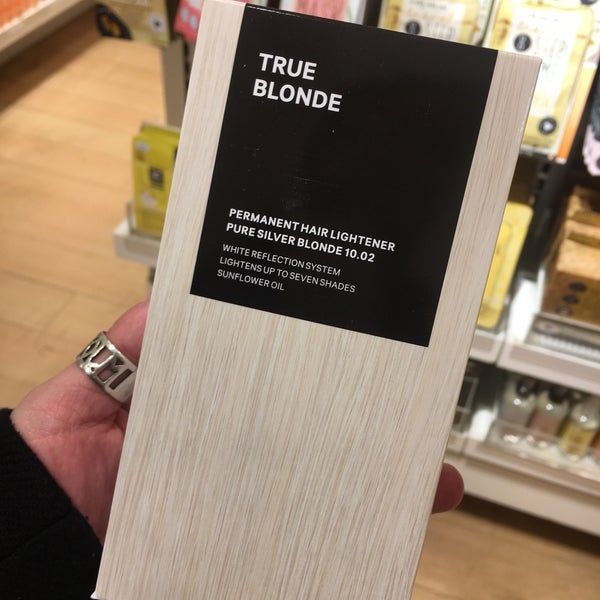 TRUE
BLONDE
PERMANENT HAIR LIGHTENER
PURE SILVER BLONDE 10.02
WHITE REFLECTION SYSTEM
LIGHTENS UP TO SEVEN SHADES
SUNFLOWER OIL